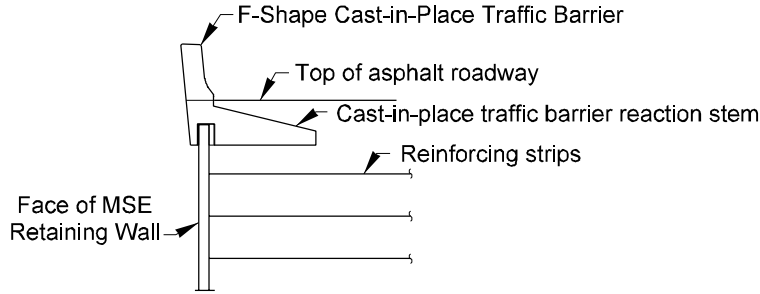 F-Shape Cast-in-Place Traffic Barrier
Top of asphalt roadway
Cast-in-place traffic barrier reaction stem
Reinforcing strips
Face of MSE
Retaining Wall